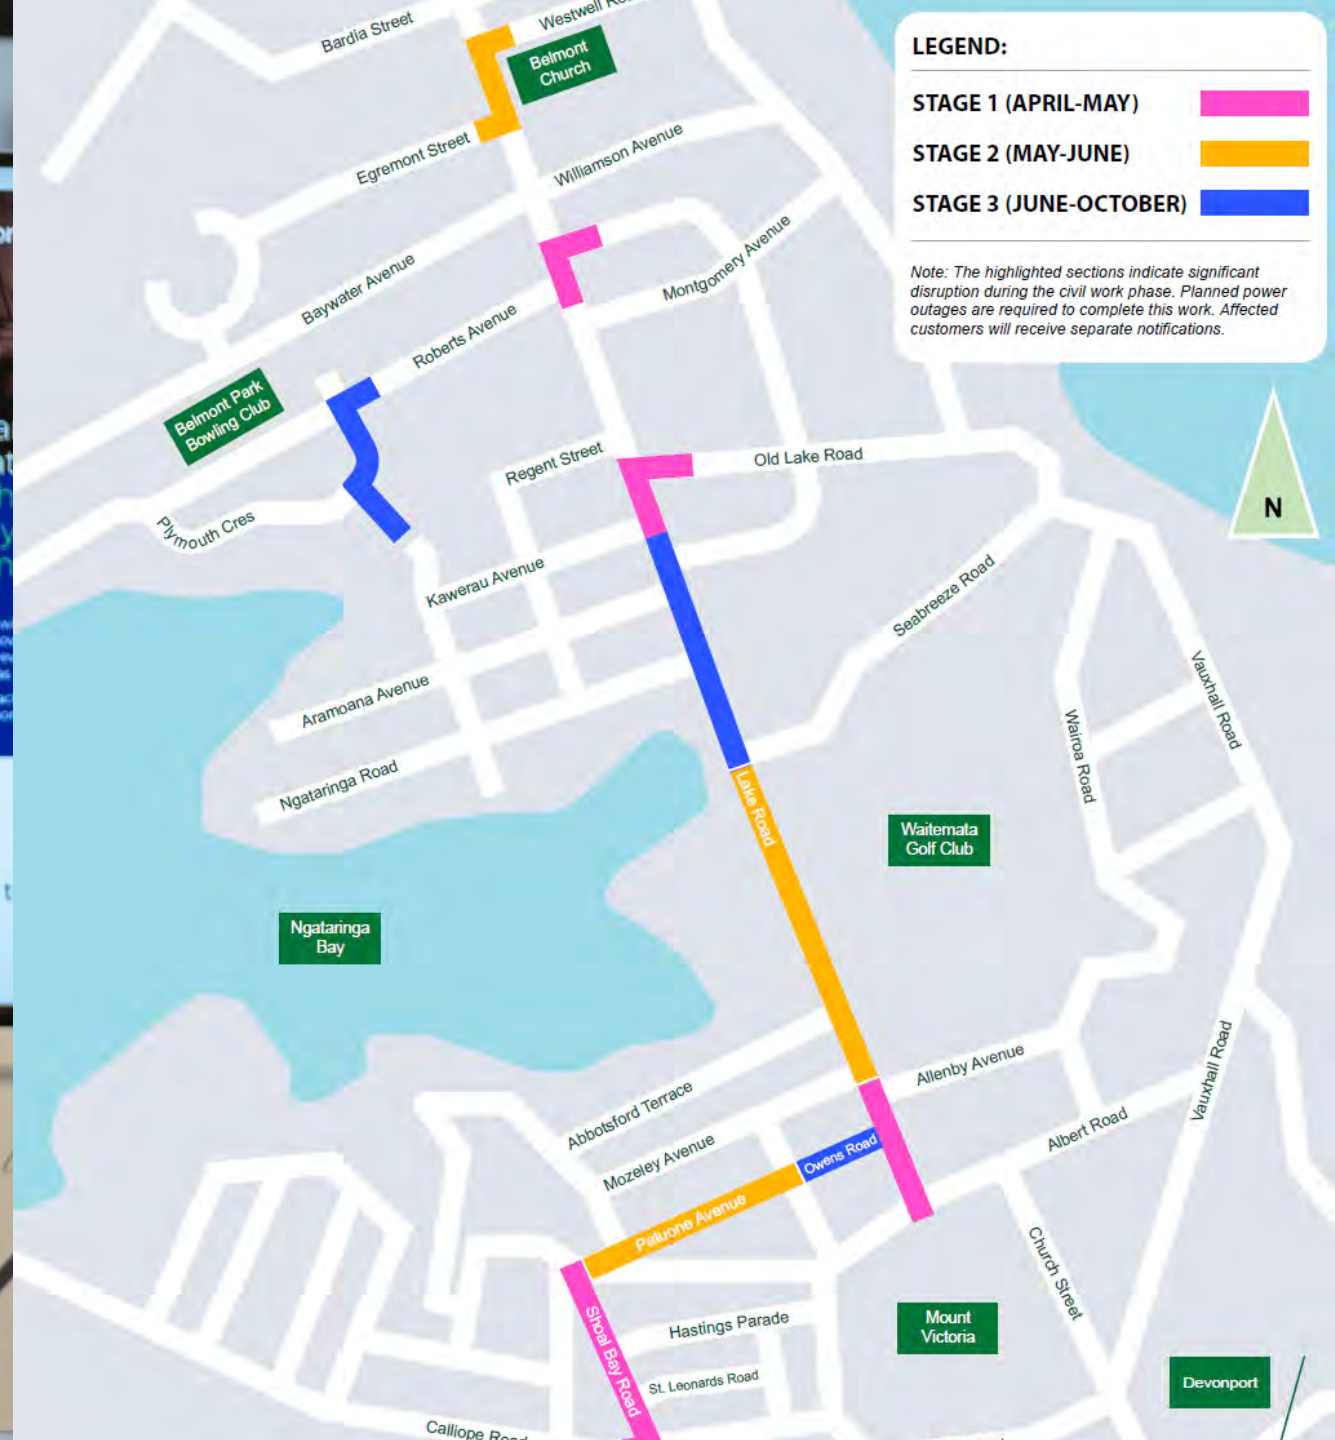 Bardia Street
Westwell
Belmont
Church
LEGEND:
STAGE 1 (APRIL-MAY)
STAGE 2 (MAY-JUNE)
STAGE 3 (JUNE-OCTOBER)
Note: The highlighted sections indicate significant
disruption during the civil work phase. Planned power
outages are required to complete this work. Affected
customers will receive separate notifications.
Egremont Street
Williamson Avenue
Baywater Avenue
Montgomery Avenue
Roberts Avenue
Belmont Park
Bowling Club
Regent Street
Old Lake Road
N
Plymouth Cres
Kawerau Avenue
Seabreeze Road
Aramoana Avenue
Vauxhall Road
Wairoa Road
Ngataringa Road
Lake Road
Waitemata
Golf Club
Ngataringa
Bay
Allenby Avenue
Vauxhall Road
Abbotsford Terrace
Albert Road
Mozeley Avenue
Owens Road
Patuone Avenue
Church Street
Shoal Bay Road
Hastings Parade
Mount
Victoria
St. Leonards Road
Devonport
Calliope